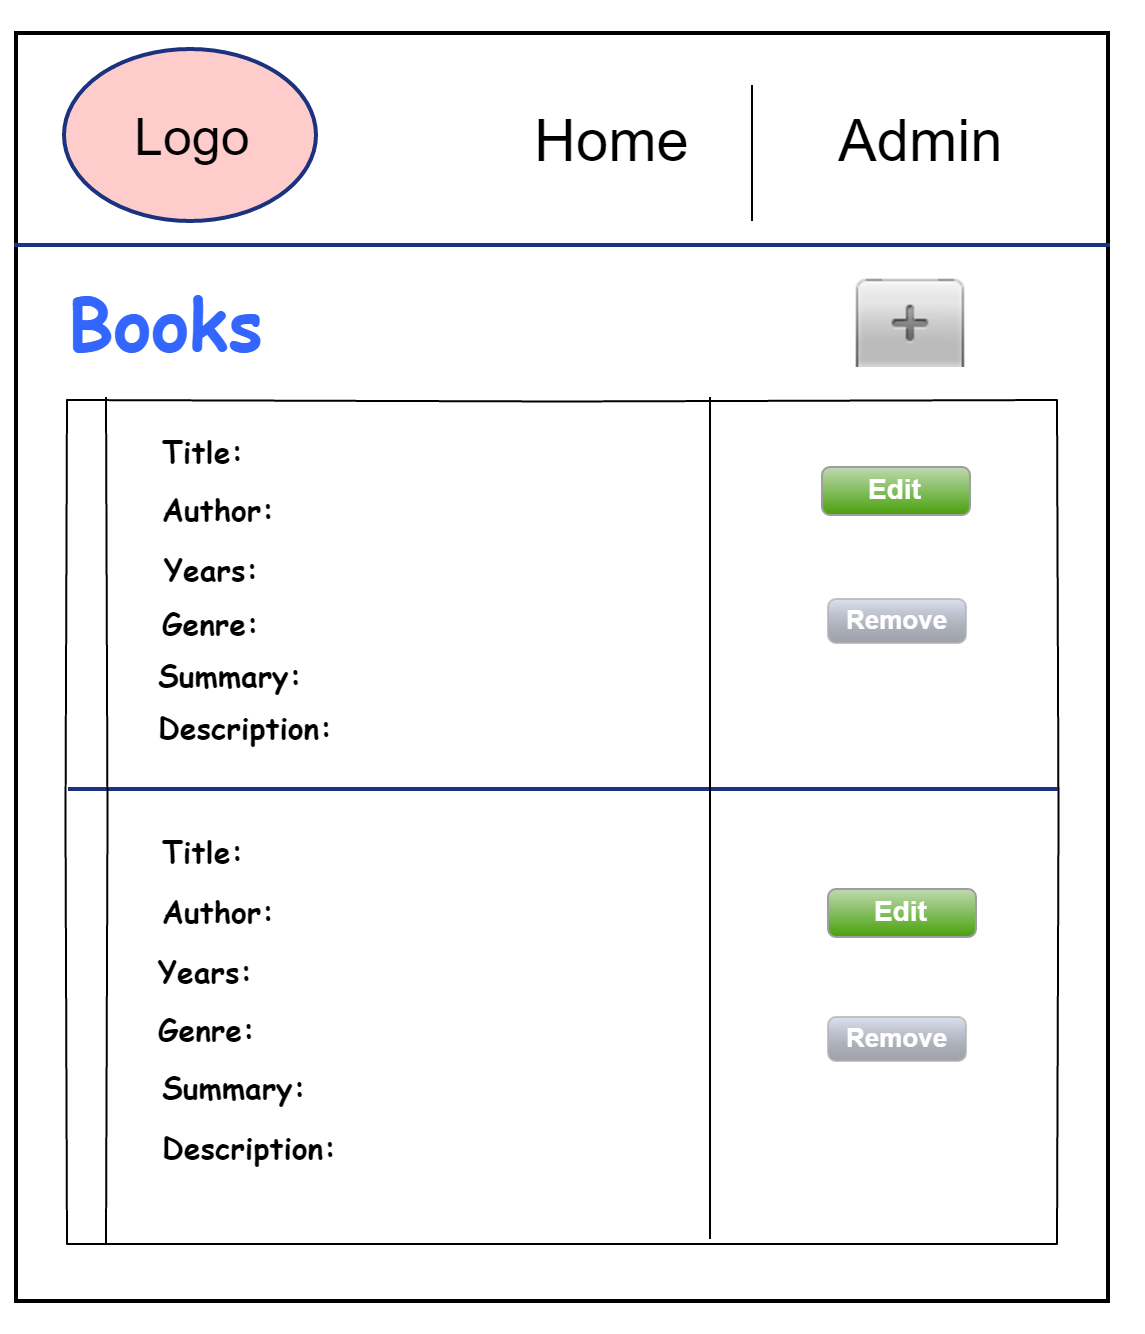 Logo
Home
Admin
Books
+
Title:
Author:
Years:
Genre:
Summary:
Description:
Edit
Remove
Title:
Author:
Years:
Genre:
Summary:
Description:
Edit
Remove